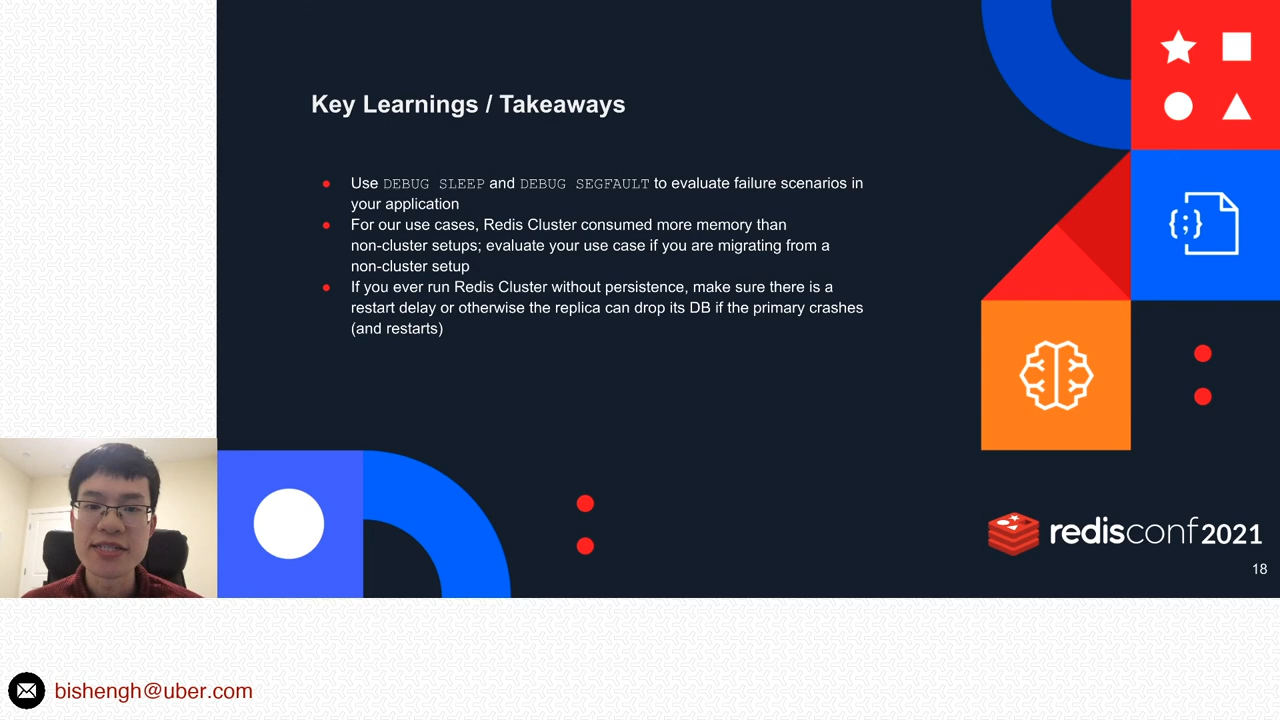 Key Learnings / Takeaways
● Use DEBUG SLEEP and DEBUG SEGFAULT to evaluate failure scenarios in
your application
● For our use cases, Redis Cluster consumed more memory than
non-cluster setups; evaluate your use case if you are migrating from a
non-cluster setup
● If you ever run Redis Cluster without persistence, make sure there is a
restart delay or otherwise the replica can drop its DB if the primary crashes
(and restarts)
{;}
redisconf 2021
18
bishengh@uber.com